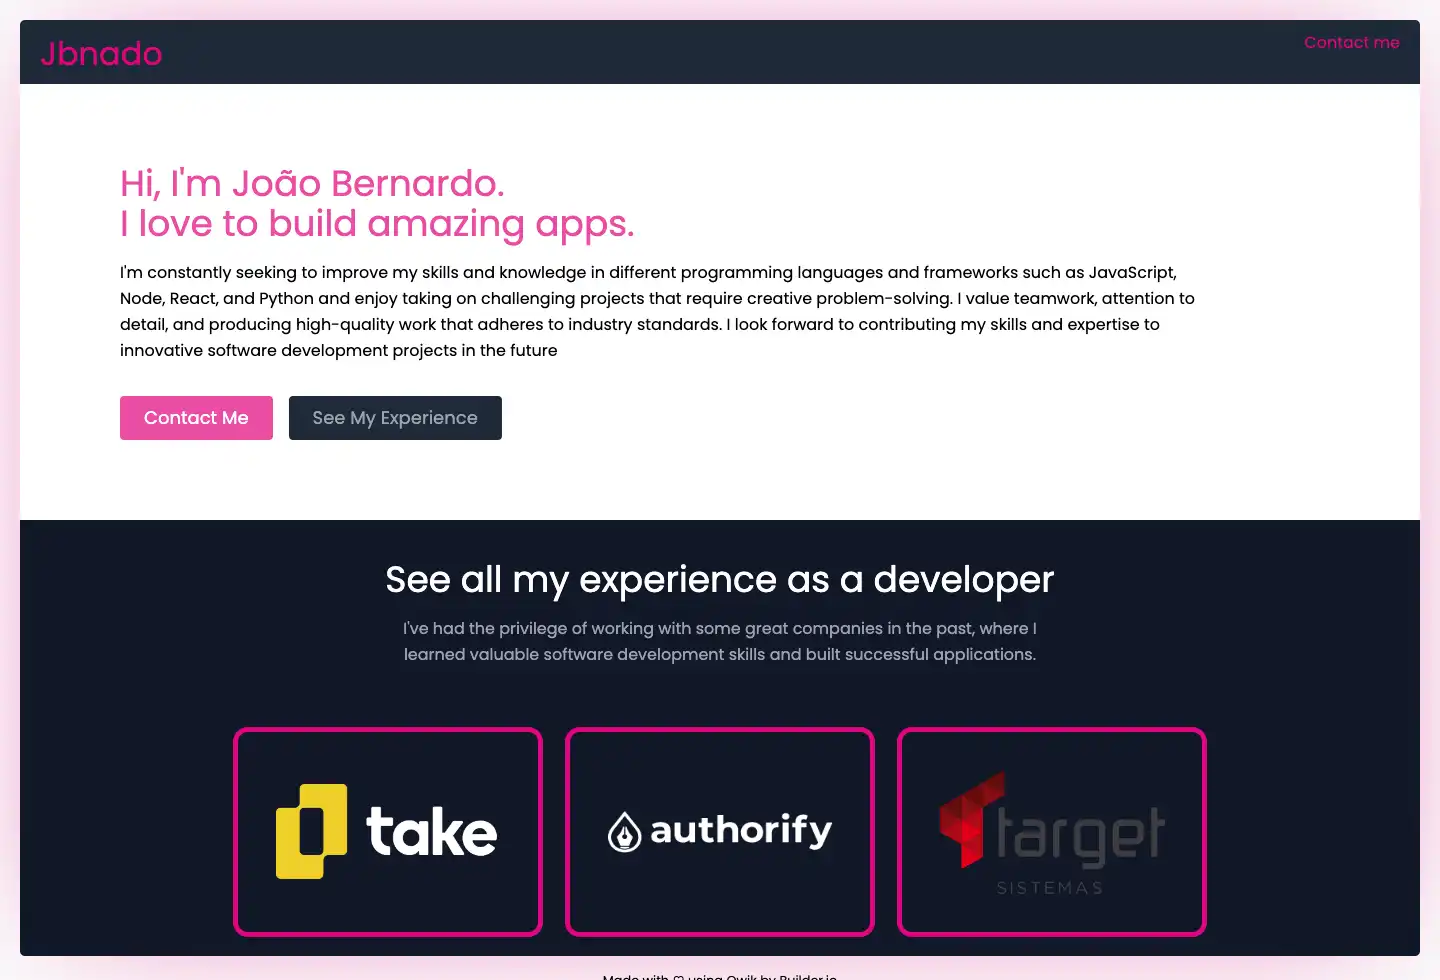 Jbnado
Contact me
Hi, I'm João Bernardo.
I love to build amazing apps.
I'm constantly seeking to improve my skills and knowledge in different programming languages and frameworks such as JavaScript,
Node, React, and Python and enjoy taking on challenging projects that require creative problem-solving. I value teamwork, attention to
detail, and producing high-quality work that adheres to industry standards. I look forward to contributing my skills and expertise to
innovative software development projects in the future
Contact Me
See My Experience
See all my experience as a developer
I've had the privilege of working with some great companies in the past, where I
learned valuable software development skills and built successful applications.
take
authorify
target
SISTEMAS
Made with ♡ using Qwik by Builder.io